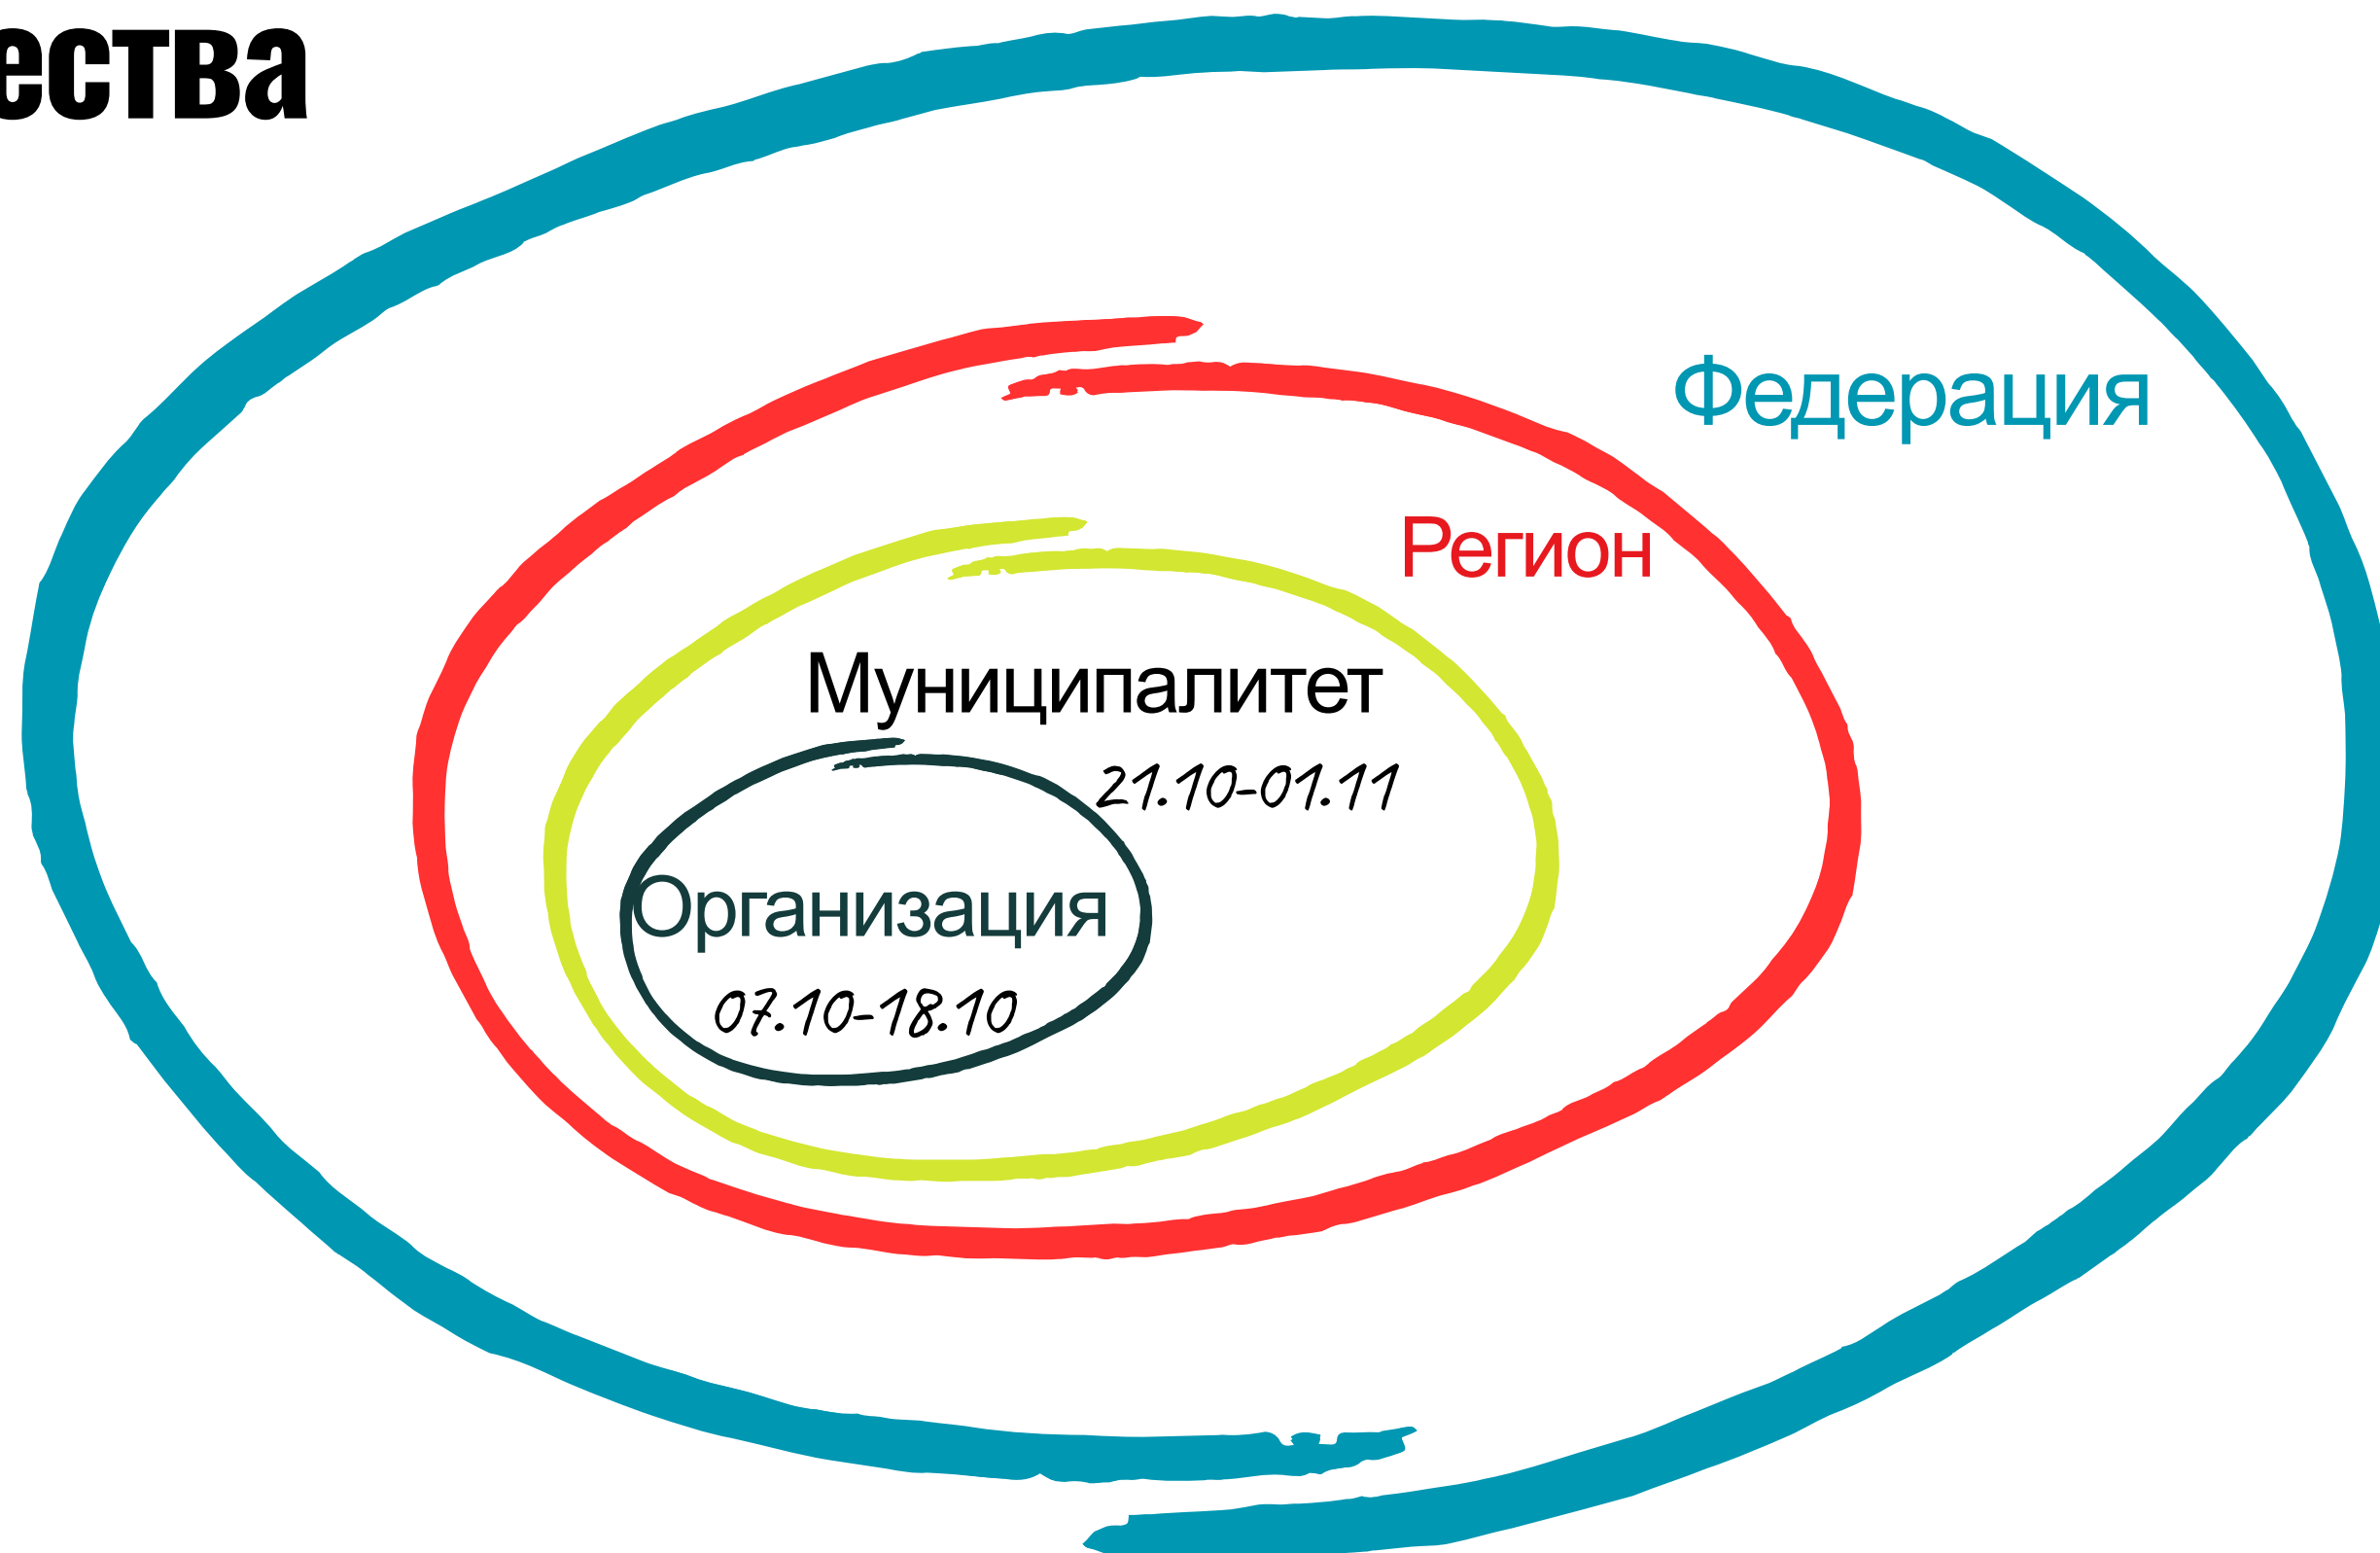 ества
Федерация
Регион
Муниципалитет
21.10-01.11
Организация
07.10-18.10